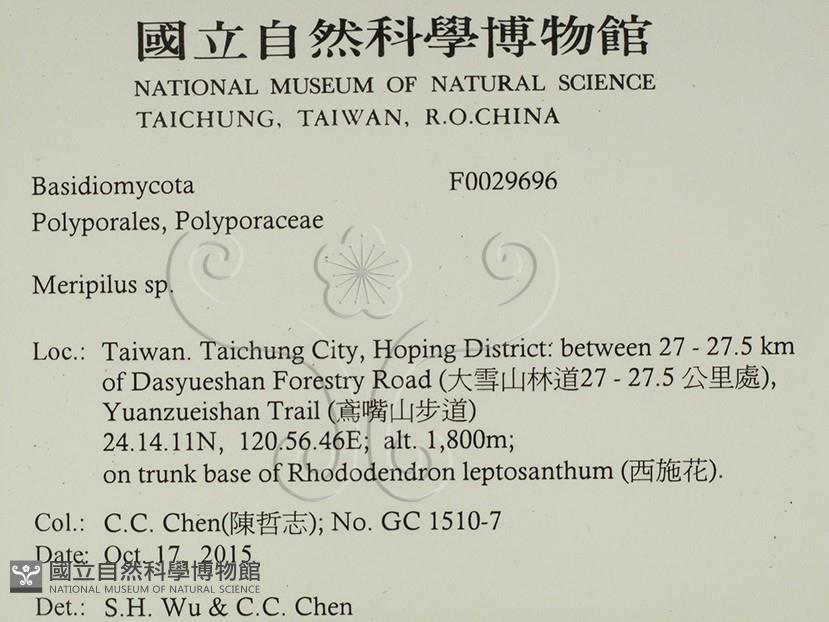 國立自然科學博物館
NATIONAL MUSEUM OF NATURAL SCIENCE
TAICHUNG, TAIWAN, R.O.CHINA
Basidiomycota F0029696
Polyporales, Polyporaceae
Meripilus sp.
Loc.: Taiwan. Taichung City, Hoping District: between 27 - 27.5 km
of Dasyueshan Forestry Road (大雪山林道27 - 27.5 公里處),
Yuanzueishan Trail (鳶嘴山步道)
24.14.11N, 120.56.46E; alt. 1,800m;
on trunk base of Rhododendron leptosanthum (西施花).
Col.: C.C. Chen(陳哲志); No. GC 1510-7
Date: Oct. 17, 2015
國立自然科學博物館
NATIONAL MUSEUM OF NATURAL SCIENCE
Det.: S.H. Wu & C.C. Chen